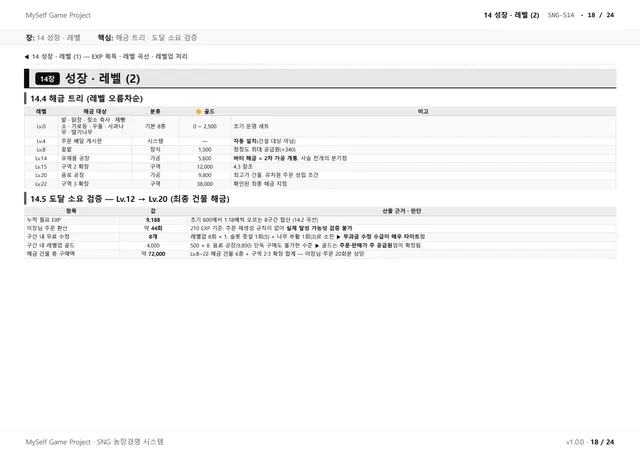 MySelf Game Project
14 성장 · 레벨 (2) SNG-S14 · 18 / 24
장: 14 성장 · 레벨 핵심: 해금 트리 · 도달 소요 검증
◀ 14 성장 · 레벨 (1) — EXP 획득 · 레벨 곡선 · 레벨업 처리
14장 성장 · 레벨 (2)
14.4 해금 트리 (레벨 오름차순)
레벨 해금 대상 분류 골드 비고
Lv.0 밭 · 닭장 · 젖소 축사 · 제빵소 · 가로등 · 우물 · 사과나무 · 딸기나무 기본 8종 0 ~ 2,500 초기 운영 세트
Lv.4 주문 배달 게시판 시스템 — 자동 설치(건설 대상 아님)
Lv.8 꽃밭 장식 1,500 청정도 최대 공급원(+340)
Lv.14 유제품 공장 가공 5,600 버터 해금 = 2차 가공 개통. 사슬 전개의 분기점
Lv.15 구역 2 확장 구역 12,000 4.3 참조
Lv.20 음료 공장 가공 9,800 최고가 건물. 유치원 주문 성립 조건
Lv.22 구역 3 확장 구역 38,000 확인된 최종 해금 지점
14.5 도달 소요 검증 — Lv.12 → Lv.20 (최종 건물 해금)
항목 값 산출 근거 · 판단
누적 필요 EXP 9,188 초기 600에서 1.18배씩 오르는 8구간 합산 (14.2 곡선)
이장님 주문 환산 약 44회 210 EXP 기준. 주문 재생성 규칙이 없어 실제 달성 가능성 검증 불가
구간 내 무료 수정 8개 레벨업 8회 × 1. 슬롯 증설 1회(5) + 나무 부활 1회(3)로 소진 ▶ 무과금 수정 수급이 매우 타이트함
구간 내 레벨업 골드 4,000 500 × 8. 음료 공장(9,800) 단독 구매도 불가한 수준 ▶ 골드는 주문·판매가 주 공급원임이 확정됨
해금 건물 총 구매액 약 72,000 Lv.8~22 해금 건물 6종 + 구역 2·3 확장 합계 — 이장님 주문 20회분 상당
MySelf Game Project · SNG 농장경영 시스템
v1.0.0 · 18 / 24